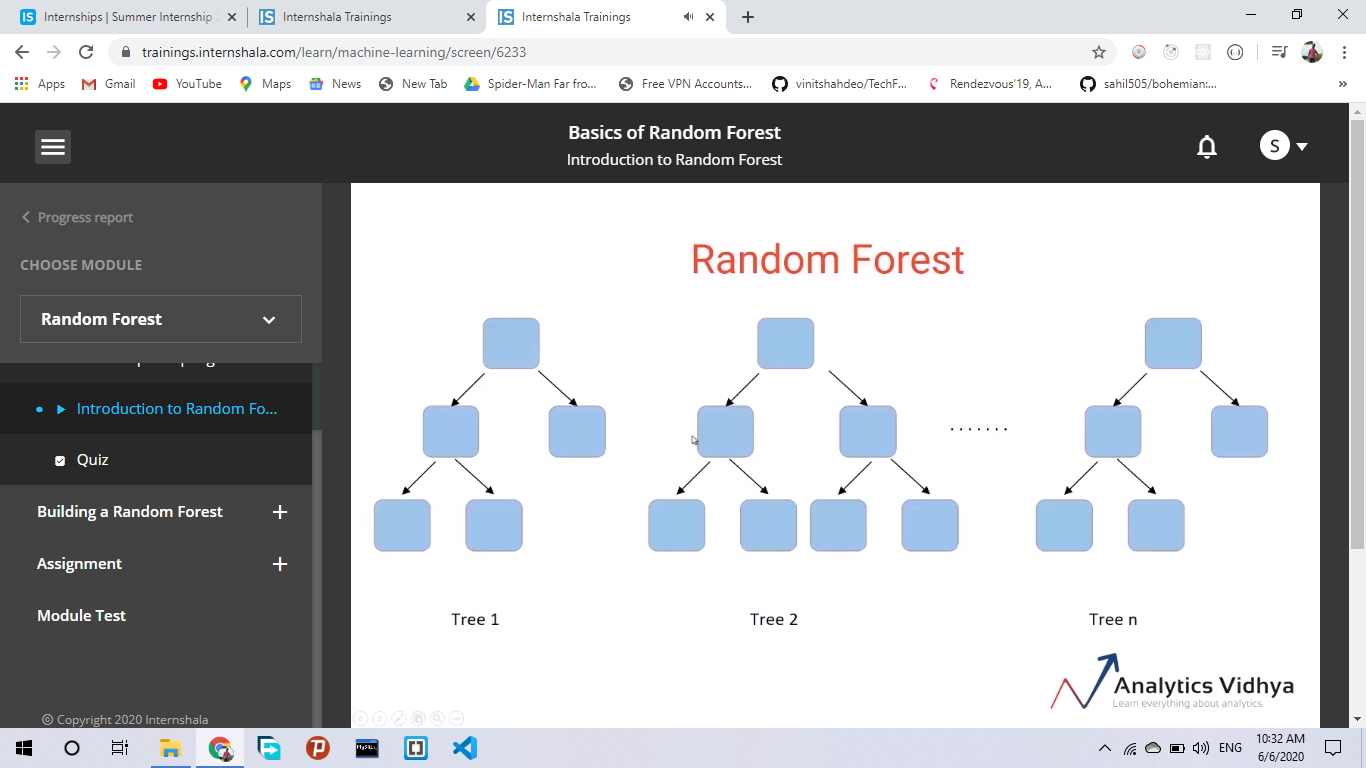 Internships | Summer Internship
Internshala Trainings
Internshala Trainings
trainings.internshala.com/learn/machine-learning/screen/6233
Apps
Gmail
YouTube
Maps
News
New Tab
Spider-Man Far fro...
Free VPN Accounts...
vinitshahdeo/TechF...
Rendezvous'19, A...
sahil505/bohemian:...
Basics of Random Forest
Introduction to Random Forest
S
Progress report
CHOOSE MODULE
Random Forest
Introduction to Random Fo...
Quiz
Building a Random Forest
Assignment
Module Test
© Copyright 2020 Internshala
Random Forest
.......
Tree 1
Tree 2
Tree n
Analytics Vidhya
Learn everything about analytics
ENG
10:32 AM
6/6/2020